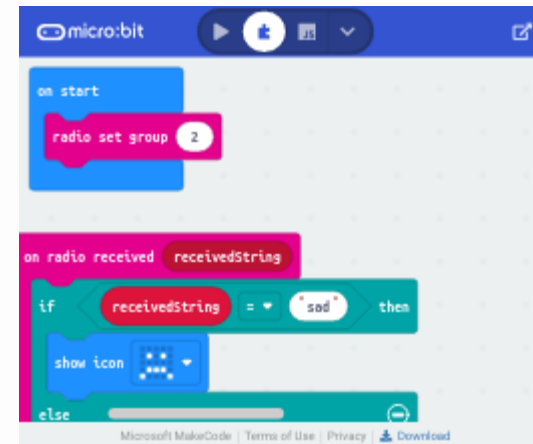 micro:bit
JS
on start
radio set group 2
on radio received receivedString
if receivedString = "sad" then
show icon
else
Microsoft MakeCode | Terms of Use | Privacy | Download